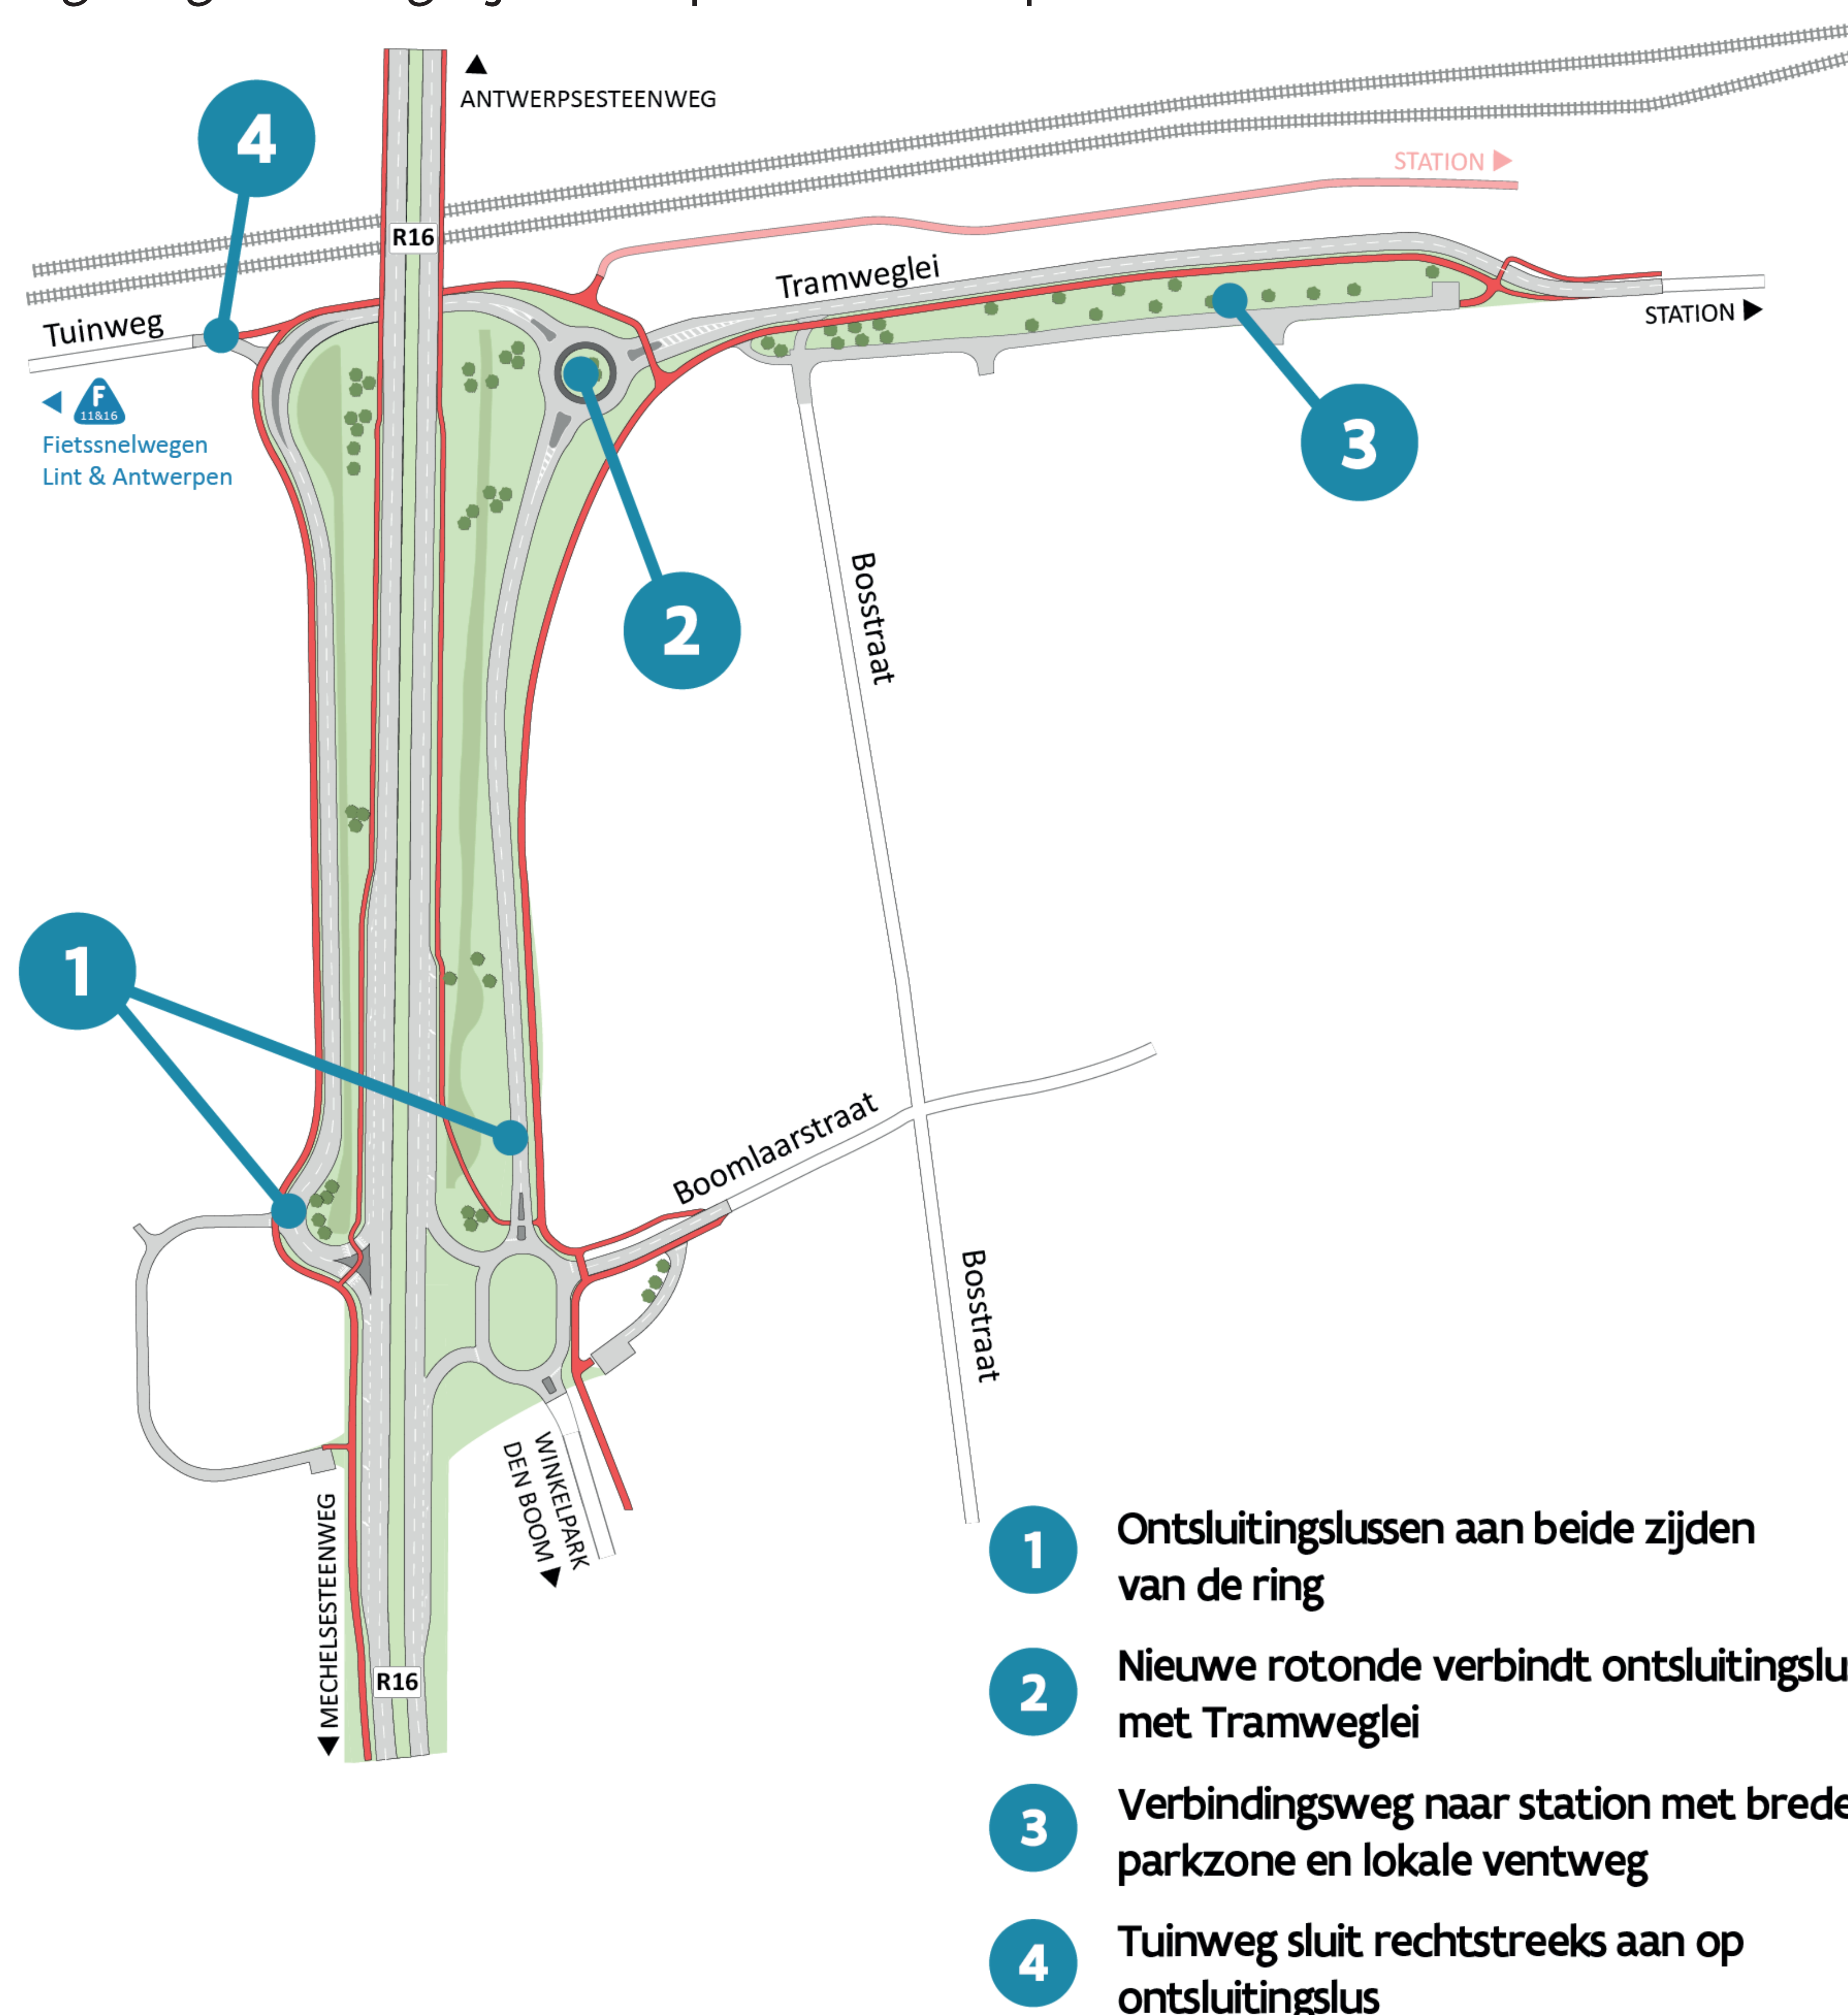 ANTWERPSESTEENWEG
4
STATION
R16
Tramweglei
Tuinweg
STATION
F
11&16
Fietssnelwegen
Lint & Antwerpen
3
2
Bosstraat
1
Boomlaarstraat
Bosstraat
WINKELPARK
DEN BOOM
MECHELSESTEENWEG
R16
1 Ontsluitingslussen aan beide zijden
van de ring
2 Nieuwe rotonde verbindt ontsluitingslu
met Tramweglei
3 Verbindingsweg naar station met brede
parkzone en lokale ventweg
4 Tuinweg sluit rechtstreeks aan op
ontsluitingslus